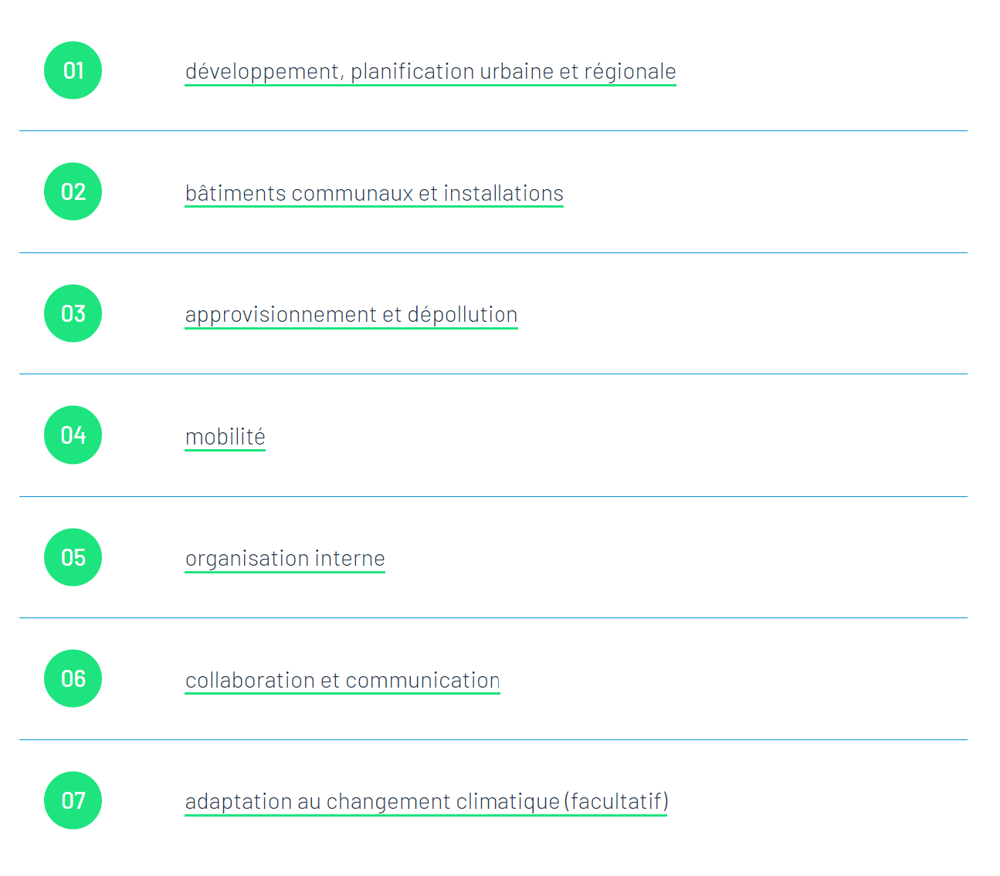 01
développement, planification urbaine et régionale
02
bâtiments communaux et installations
03
approvisionnement et dépollution
04
mobilité
05
organisation interne
06
collaboration et communication
07
adaptation au changement climatique (facultatif)